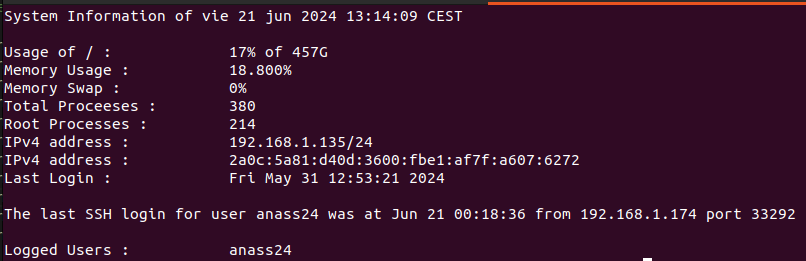 System Information of vie 21 jun 2024 13:14:09 CEST
Usage of / : 17% of 457G
Memory Usage : 18.800%
Memory Swap : 0%
Total Proceeses : 380
Root Processes : 214
IPv4 address : 192.168.1.135/24
IPv4 address : 2a0c:5a81:d40d:3600:fbe1:af7f:a607:6272
Last Login : Fri May 31 12:53:21 2024
The last SSH login for user anass24 was at Jun 21 00:18:36 from 192.168.1.174 port 33292
Logged Users : anass24